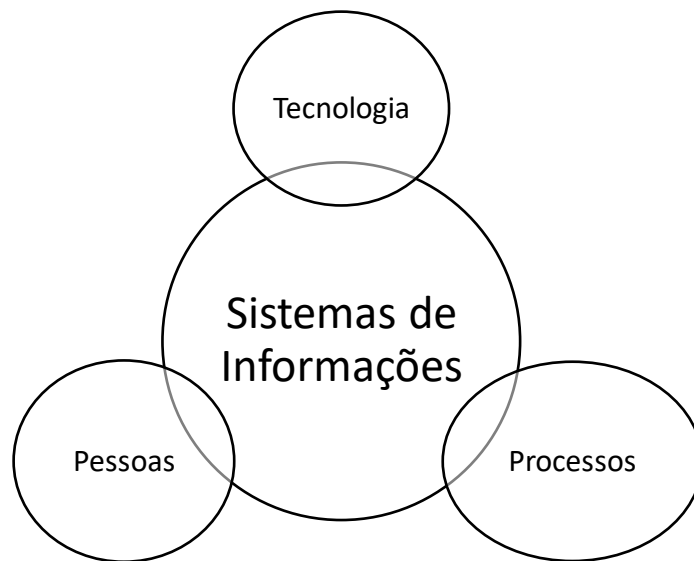 Tecnologia
Sistemas de
Informações
Pessoas
Processos